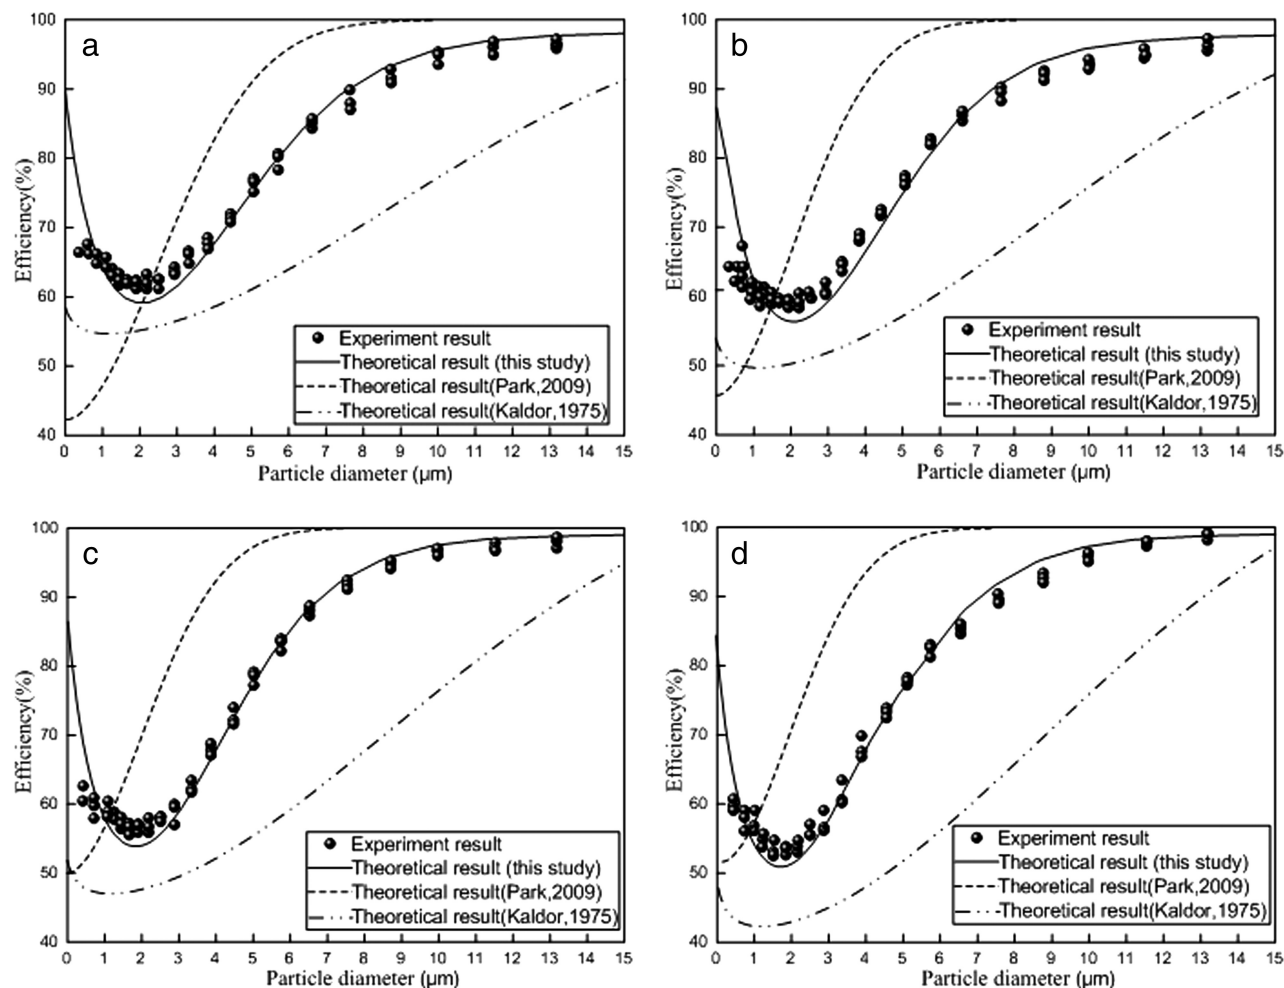 a
100
90
80
70
60
50
40
Efficiency(%)
Experiment result
Theoretical result (this study)
Theoretical result(Park,2009)
Theoretical result(Kaldor,1975)
0 1 2 3 4 5 6 7 8 9 10 11 12 13 14 15
Particle diameter (μm)
b
100
90
80
70
60
50
40
Efficiency(%)
Experiment result
Theoretical result (this study)
Theoretical result(Park,2009)
Theoretical result(Kaldor,1975)
0 1 2 3 4 5 6 7 8 9 10 11 12 13 14 15
Particle diameter (μm)
c
100
90
80
70
60
50
40
Efficiency(%)
Experiment result
Theoretical result (this study)
Theoretical result(Park,2009)
Theoretical result(Kaldor,1975)
0 1 2 3 4 5 6 7 8 9 10 11 12 13 14 15
Particle diameter (μm)
d
100
90
80
70
60
50
40
Efficiency(%)
Experiment result
Theoretical result (this study)
Theoretical result(Park,2009)
Theoretical result(Kaldor,1975)
0 1 2 3 4 5 6 7 8 9 10 11 12 13 14 15
Particle diameter (μm)